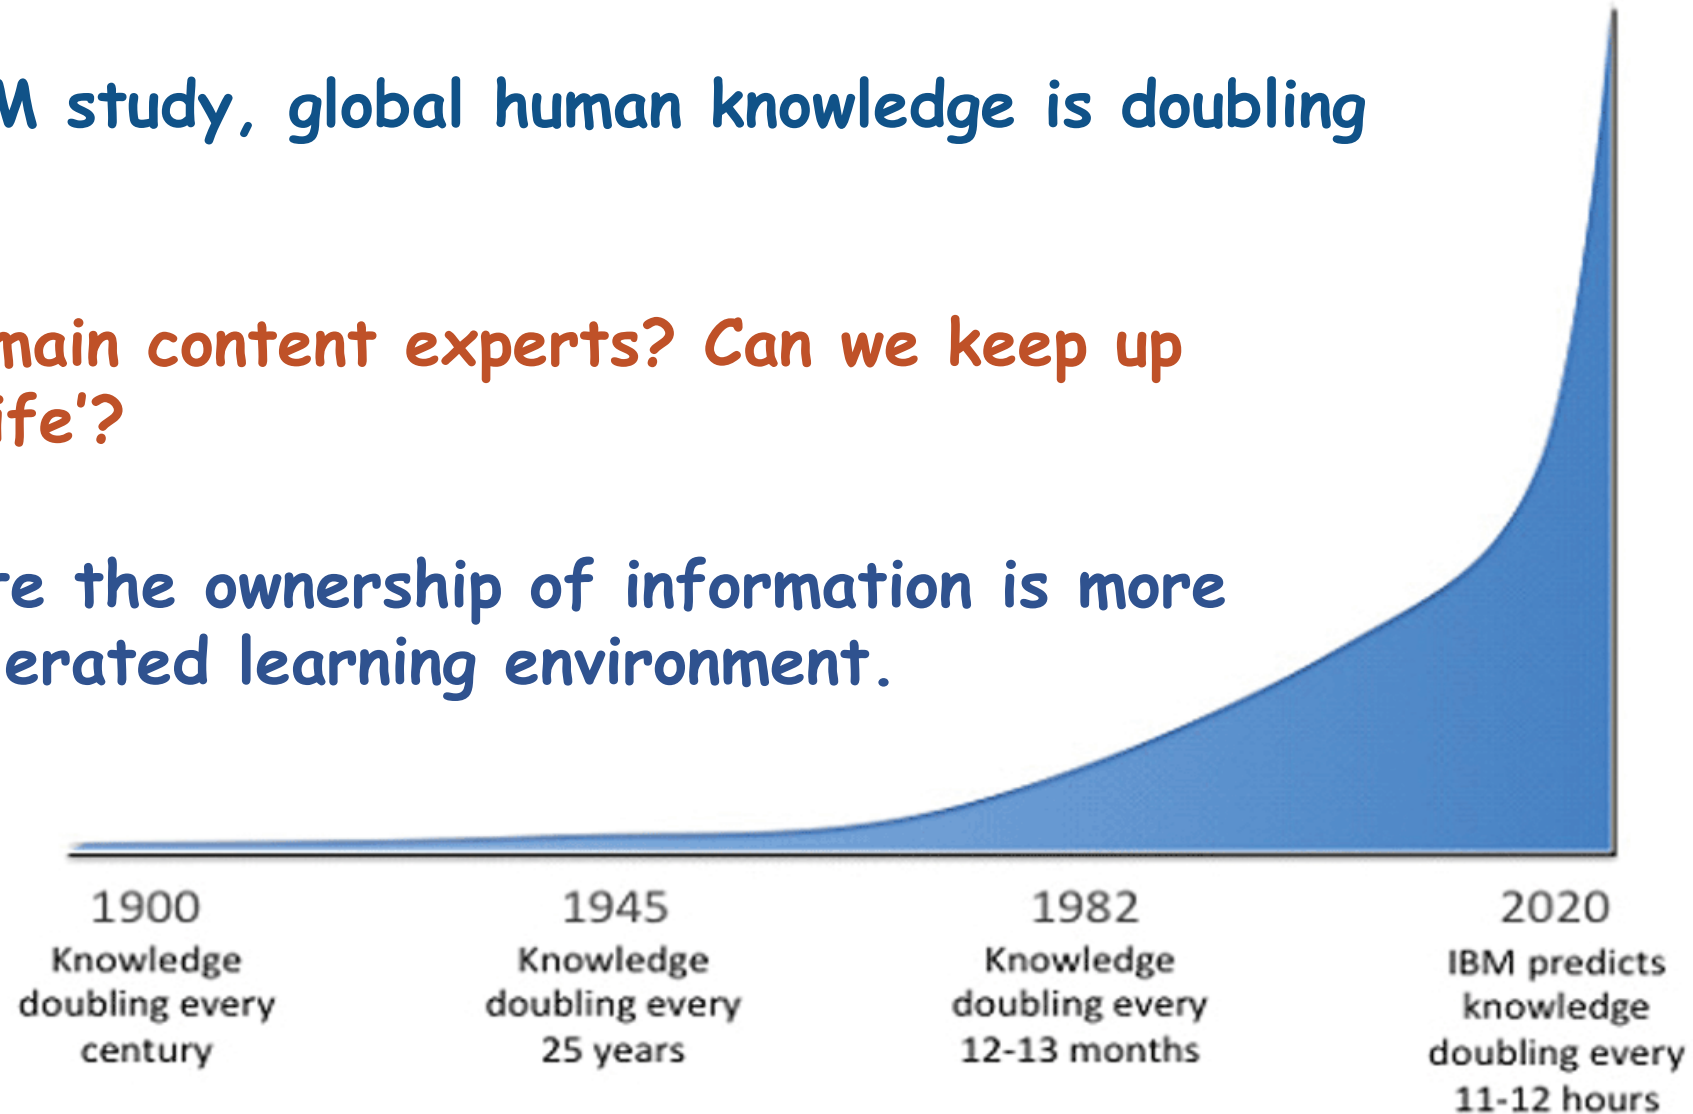 M study, global human knowledge is doubling
main content experts? Can we keep up
ife'?
te the ownership of information is more
erated learning environment.
1900
Knowledge
doubling every
century
1945
Knowledge
doubling every
25 years
1982
Knowledge
doubling every
12-13 months
2020
IBM predicts
knowledge
doubling every
11-12 hours